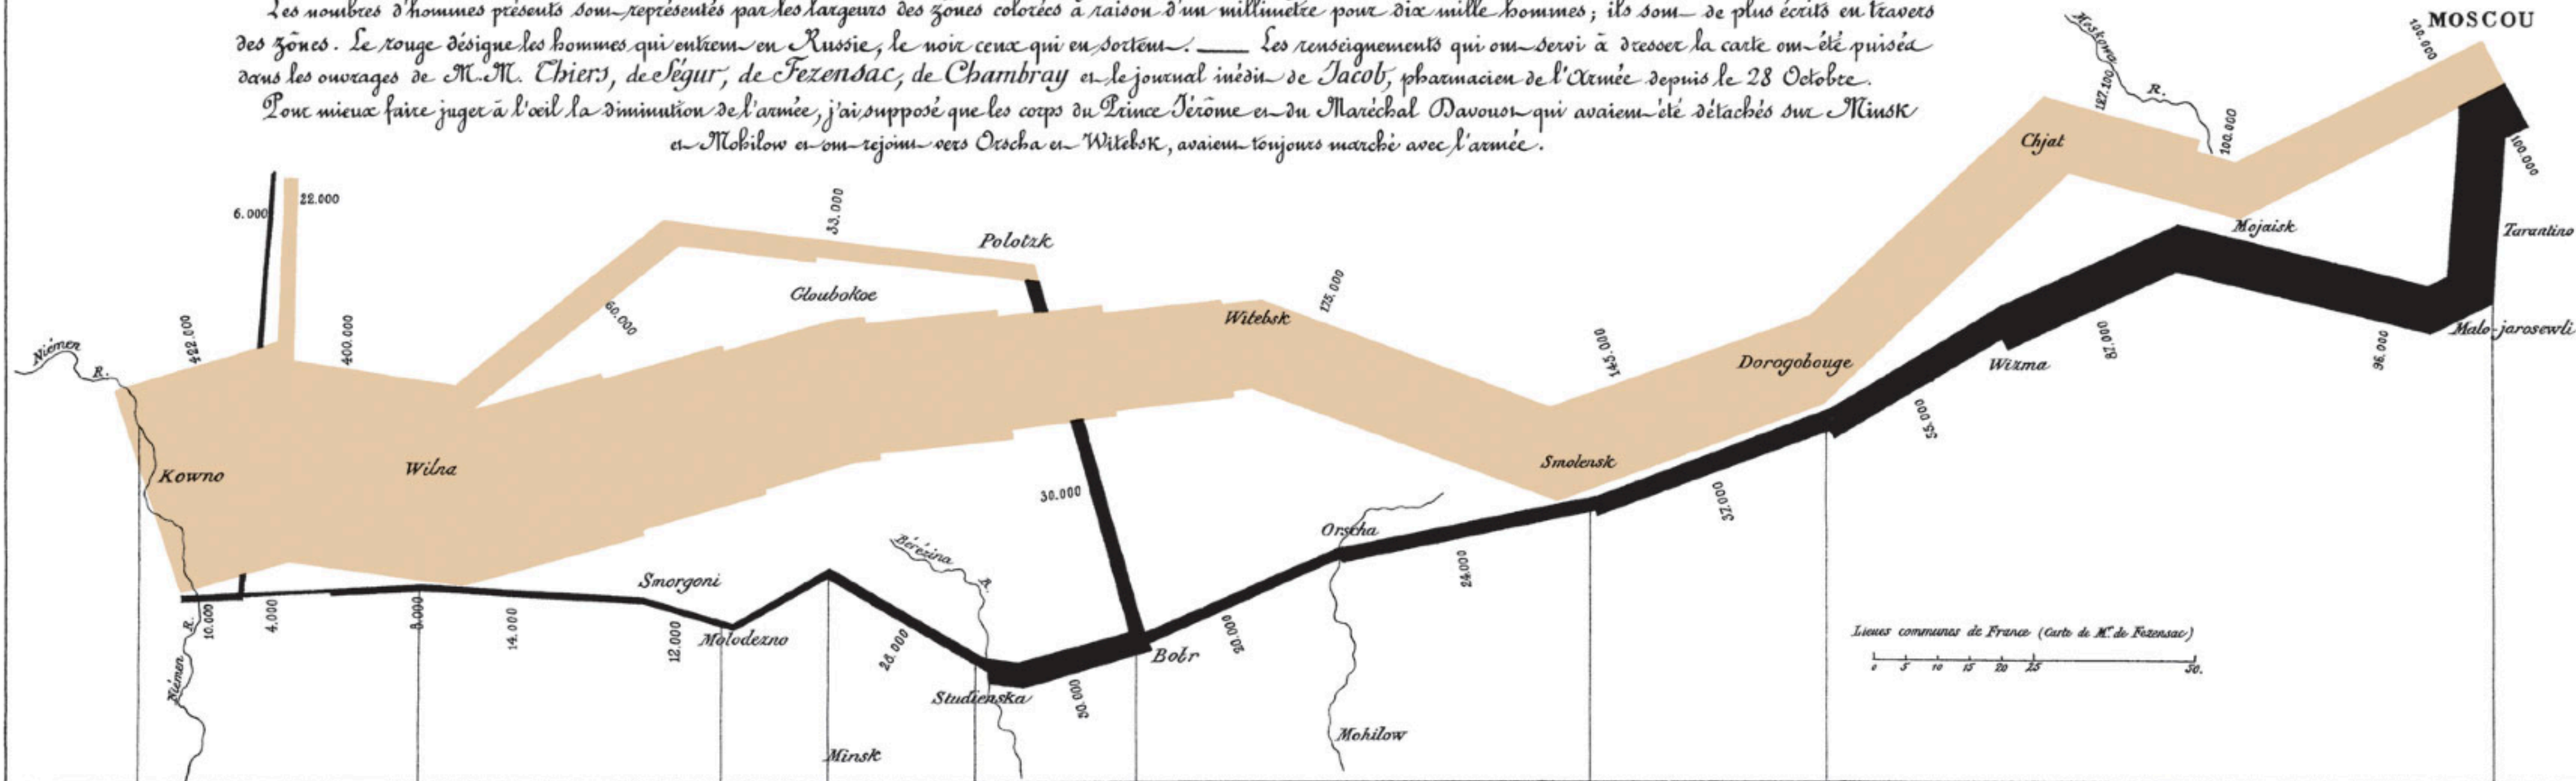 Les nombres d'hommes présents sont représentés par les largeurs des zônes colorées à raison d'un millimètre pour dix mille hommes; ils sont de plus écrits en travers
des zônes. Le rouge désigne les hommes qui entrent en Russie, le noir ceux qui en sortent. — Les renseignements qui ont servi à dresser la carte ont été puisés
dans les ouvrages de M.M. Thiers, de Ségur, de Fezensac, de Chambray et le journal inédit de Jacob, pharmacien de l'Armée depuis le 28 Octobre.
Pour mieux faire juger à l'œil la diminution de l'armée, j'ai supposé que les corps du Prince Jérôme et du Maréchal Davoust qui avaient été détachés sur Minsk
et Mohilow et ont rejoint vers Orscha et Witebsk, avaient toujours marché avec l'armée.
MOSCOU
100.000
Moskowa
R.
127.100
100.000
Chjat
100.000
Mojaisk
Tarantino
Malo-jarosewli
6.000
22.000
33.000
Polotzk
Gloubokoe
60.000
175.000
Witebsk
Niémen
R.
422.000
400.000
145.000
Dorogobouge
Wixma
87.000
96.000
55.000
Kowno
Wilna
Smolensk
30.000
37.000
Orscha
24.000
Bérézina
R.
Smorgoni
Molodezno
R.
10.000
4.000
8.000
14.000
12.000
28.000
20.000
Bobr
Studienska
50.000
Niémen
Minsk
Mohilow
Lieues communes de France (Carte de M. de Fezensac)
0 5 10 15 20 25 50.